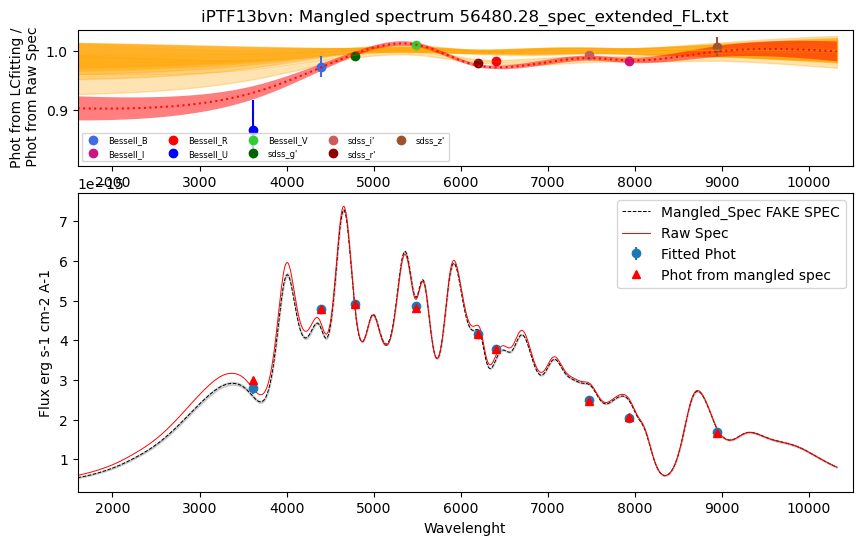 iPTF13bvn: Mangled spectrum 56480.28_spec_extended_FL.txt
Phot from LCfitting /
Phot from Raw Spec
1.0
0.9
Bessell_B
Bessell_R
Bessell_V
sdss_i'
sdss_z'
Bessell_I
Bessell_U
sdss_g'
sdss_r'
2000 3000 4000 5000 6000 7000 8000 9000 10000
1e−15
Flux erg s-1 cm-2 A-1
7
6
5
4
3
2
1
Mangled_Spec FAKE SPEC
Raw Spec
Fitted Phot
Phot from mangled spec
2000 3000 4000 5000 6000 7000 8000 9000 10000
Wavelenght